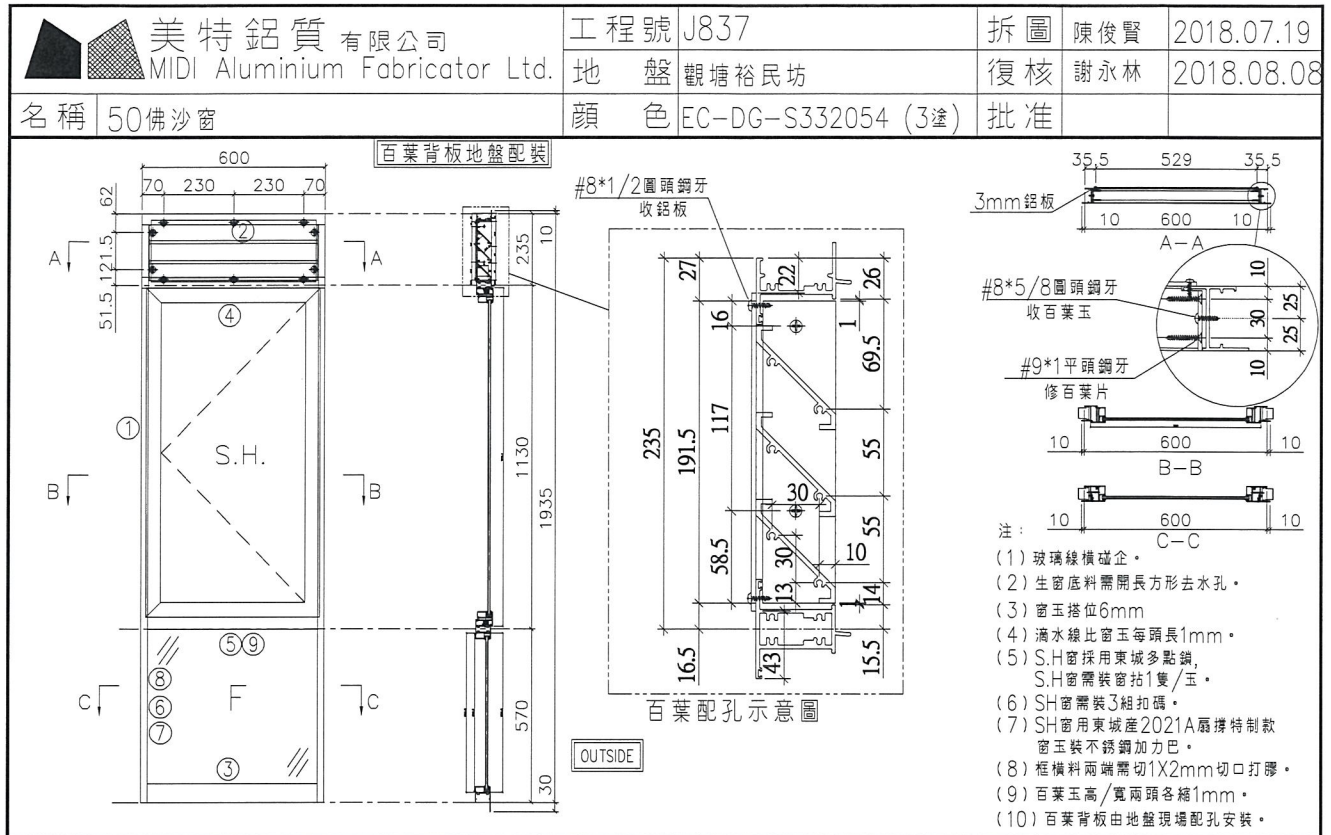 美特鋁質 有限公司
MIDI Aluminium Fabricator Ltd.
工程號 J837
拆圖 陳俊賢 2018.07.19
地盤 觀塘裕民坊
復核 謝永林 2018.08.08
名稱 50佛沙窗
顏色 EC-DG-S332054 (3塗)
批准
百葉背板地盤配裝
600
70 230 230 70
62
121.5
51.5
A A
②
④
①
S.H.
B B
⑤⑨
⑧
⑥
⑦
F
C C
③
10
235
1130
1935
570
30
#8*1/2圓頭鋼牙
收鋁板
27
22
26
16
1
69.5
117
235
191.5
55
30
58.5
55
30
10
13
1
14
16.5
43
15.5
百葉配孔示意圖
OUTSIDE
35.5 529 35.5
3mm鋁板
10 600 10
A-A
#8*5/8圓頭鋼牙
收百葉玉
10
25
30
25
10
#9*1平頭鋼牙
修百葉片
10 600 10
B-B
10 600 10
C-C
注:
(1) 玻璃線橫碰企。
(2) 生窗底料需開長方形去水孔。
(3) 窗玉搭位6mm
(4) 滴水線比窗玉每頭長1mm。
(5) S.H窗採用東城多點鎖,
S.H窗需裝窗拈1隻/玉。
(6) SH窗需裝3組扣碼。
(7) SH窗用東城產2021A扇撐特制款
窗玉裝不銹鋼加力巴。
(8) 框橫料兩端需切1X2mm切口打膠。
(9) 百葉玉高/寬兩頭各縮1mm。
(10) 百葉背板由地盤現場配孔安裝。